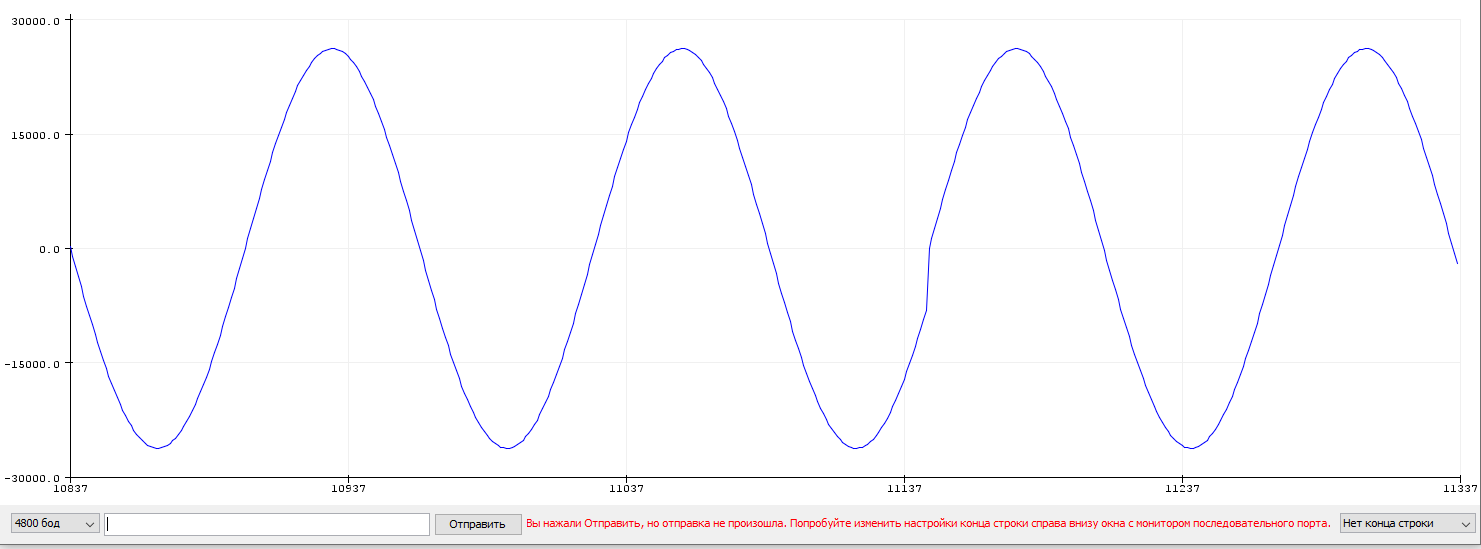 30000.0
15000.0
0.0
-15000.0
-30000.0
10837 10937 11037 11137 11237 11337
4800 бод Отправить Вы нажали Отправить, но отправка не произошла. Попробуйте изменить настройки конца строки справа внизу окна с монитором последовательного порта. Нет конца строки